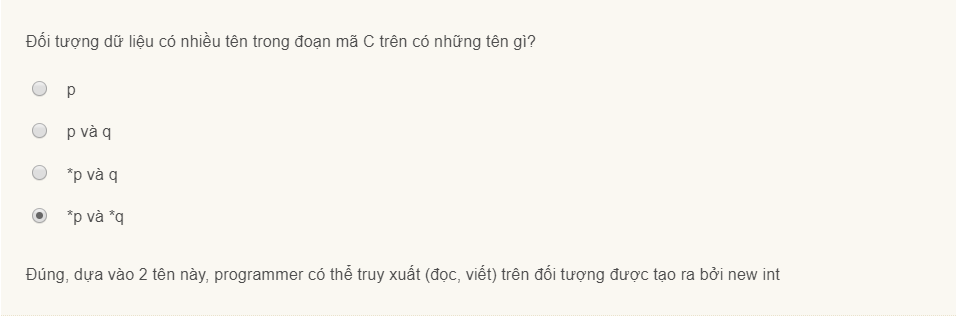 Đối tượng dữ liệu có nhiều tên trong đoạn mã C trên có những tên gì?
p
p và q
*p và q
*p và *q
Đúng, dựa vào 2 tên này, programmer có thể truy xuất (đọc, viết) trên đối tượng được tạo ra bởi new int